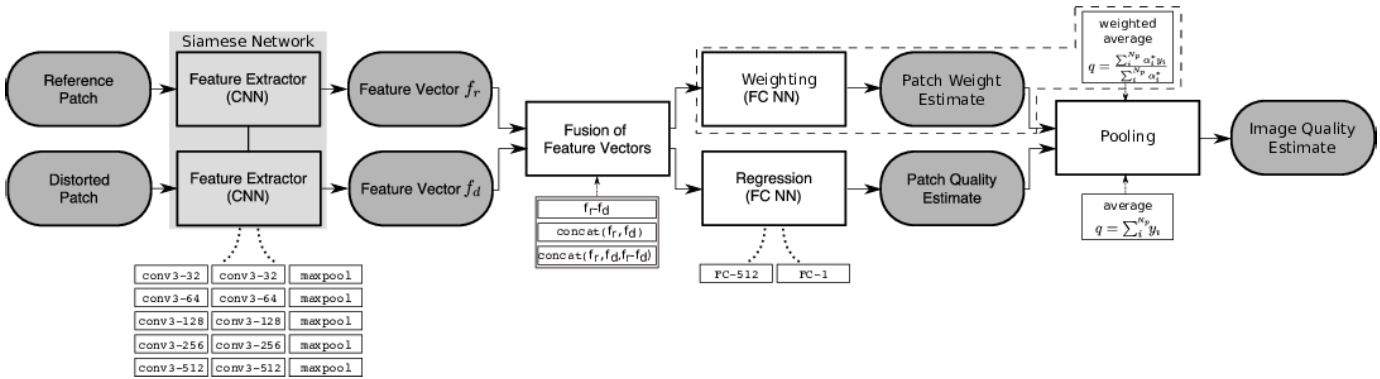 Siamese Network
Reference
Patch
Feature Extractor
(CNN)
Feature Vector f_r
Distorted
Patch
Feature Extractor
(CNN)
Feature Vector f_d
conv3-32 conv3-32 maxpool
conv3-64 conv3-64 maxpool
conv3-128 conv3-128 maxpool
conv3-256 conv3-256 maxpool
conv3-512 conv3-512 maxpool
Fusion of
Feature Vectors
f_r-f_d
concat(f_r,f_d)
concat(f_r,f_d,f_r-f_d)
Weighting
(FC NN)
Patch Weight
Estimate
Regression
(FC NN)
Patch Quality
Estimate
FC-512 FC-1
weighted
average
q = \frac{\sum_i^{N_p} α_i^* y_i}{\sum_i^{N_p} α_i^*}
Pooling
average
q = \sum_i^{N_p} y_i
Image Quality
Estimate